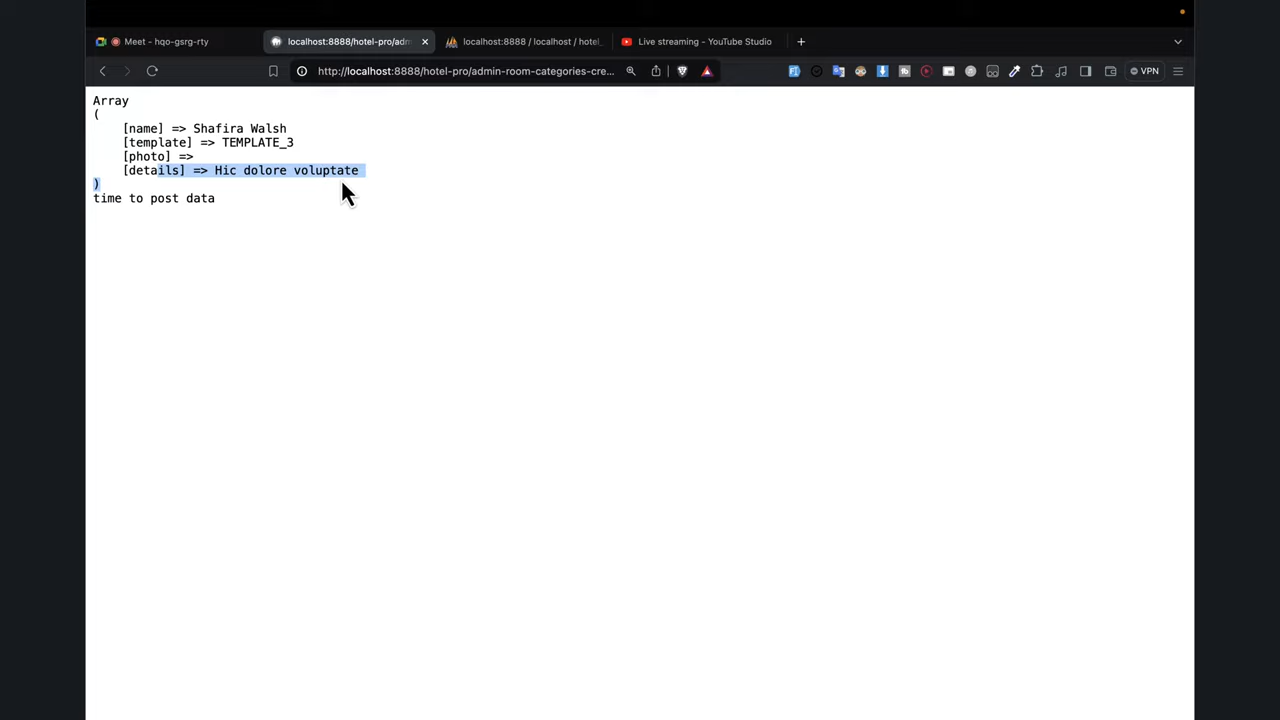 Meet - hqo-gsrg-rty
localhost:8888/hotel-pro/adm
localhost:8888 / localhost / hotel_
Live streaming - YouTube Studio
http://localhost:8888/hotel-pro/admin-room-categories-cre...
VPN
Array
(
[name] => Shafira Walsh
[template] => TEMPLATE_3
[photo] =>
[details] => Hic dolore voluptate
)
time to post data